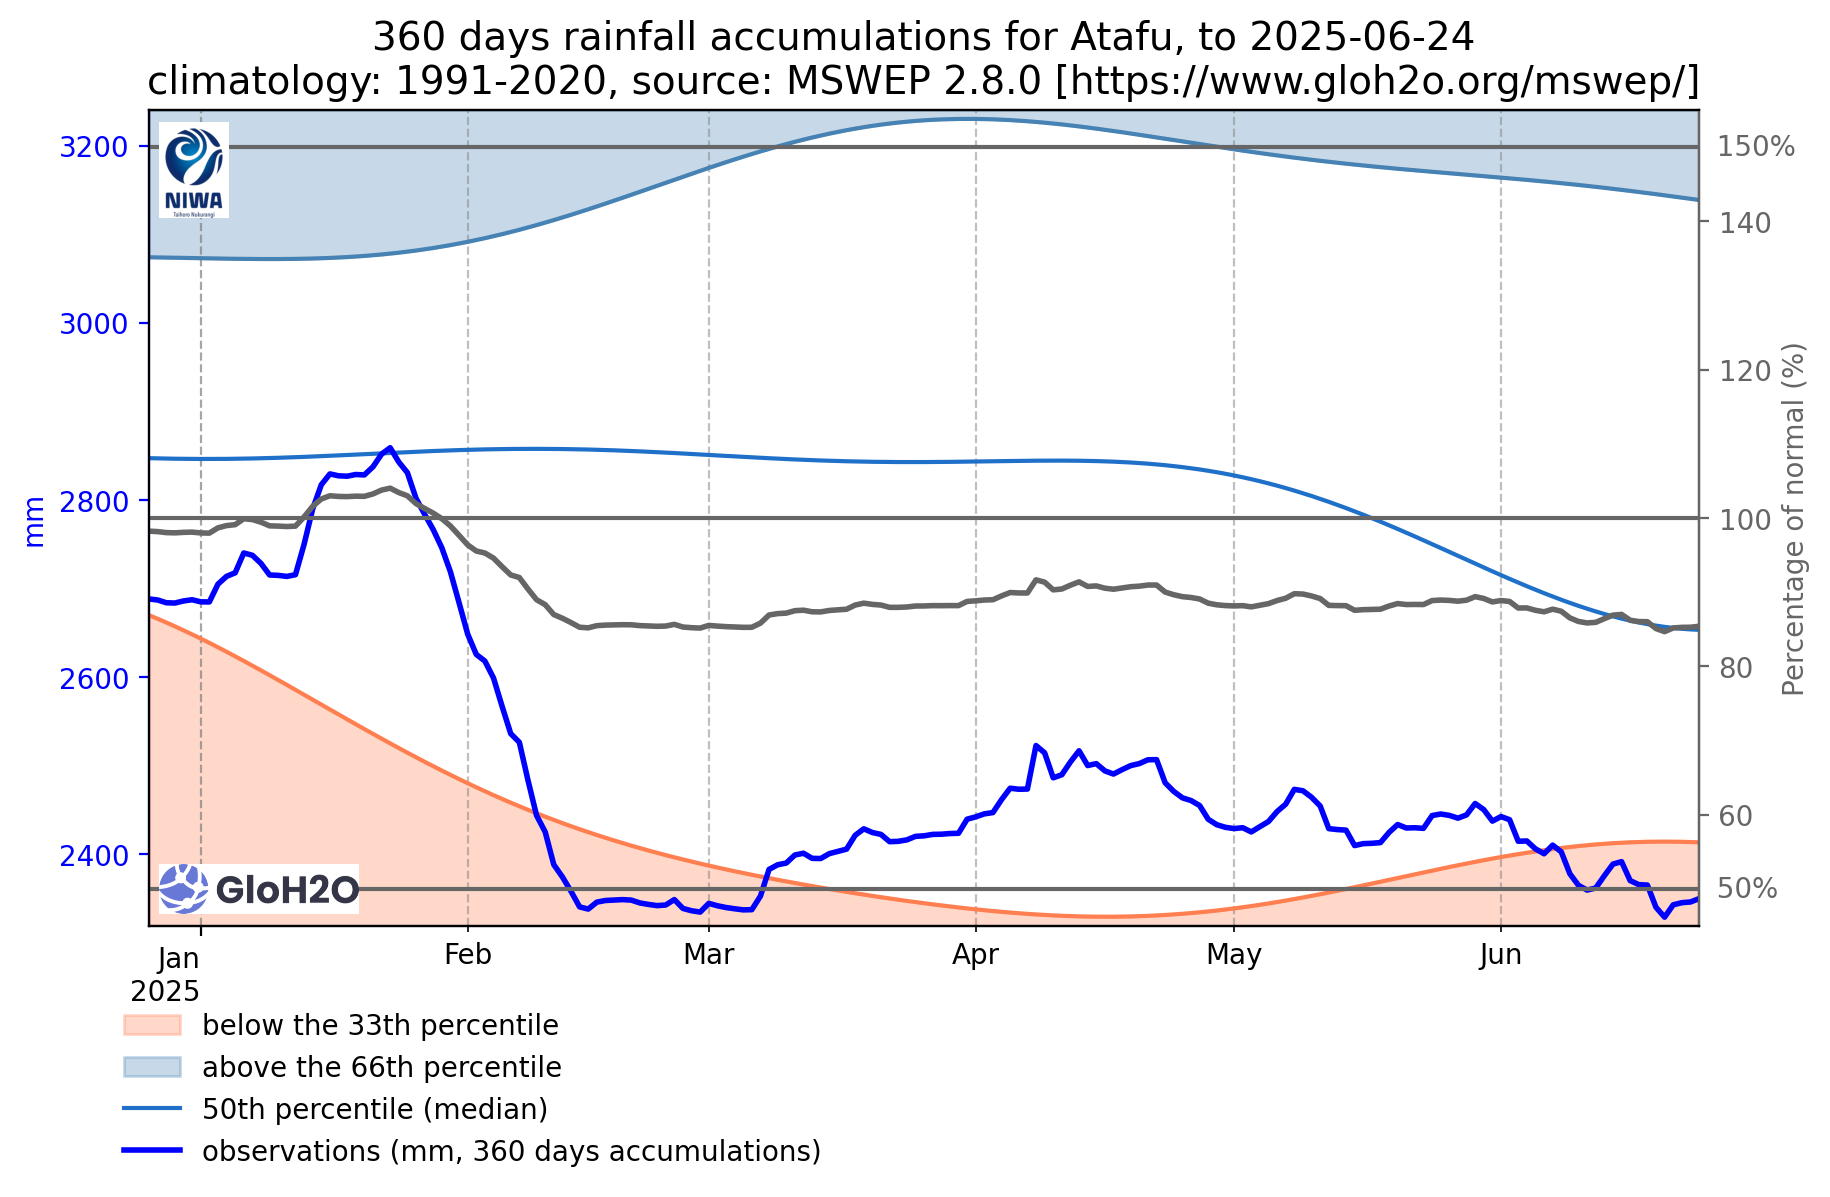 360 days rainfall accumulations for Atafu, to 2025-06-24
climatology: 1991-2020, source: MSWEP 2.8.0 [https://www.gloh2o.org/mswep/]
NIWA
Taihoro Nukurangi
3200
3000
2800
2600
2400
mm
150%
140
120
100
80
60
50%
Percentage of normal (%)
GloH2O
Jan
2025
Feb
Mar
Apr
May
Jun
below the 33th percentile
above the 66th percentile
50th percentile (median)
observations (mm, 360 days accumulations)